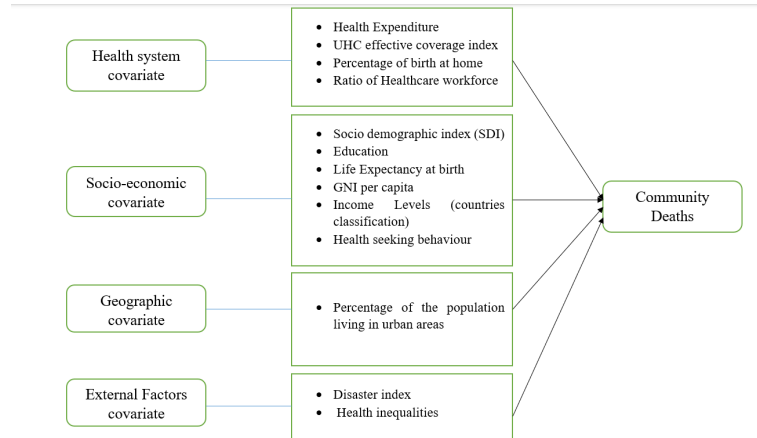 Health system
covariate
• Health Expenditure
• UHC effective coverage index
• Percentage of birth at home
• Ratio of Healthcare workforce
Socio-economic
covariate
• Socio demographic index (SDI)
• Education
• Life Expectancy at birth
• GNI per capita
• Income Levels (countries
classification)
• Health seeking behaviour
Community
Deaths
Geographic
covariate
• Percentage of the population
living in urban areas
External Factors
covariate
• Disaster index
• Health inequalities